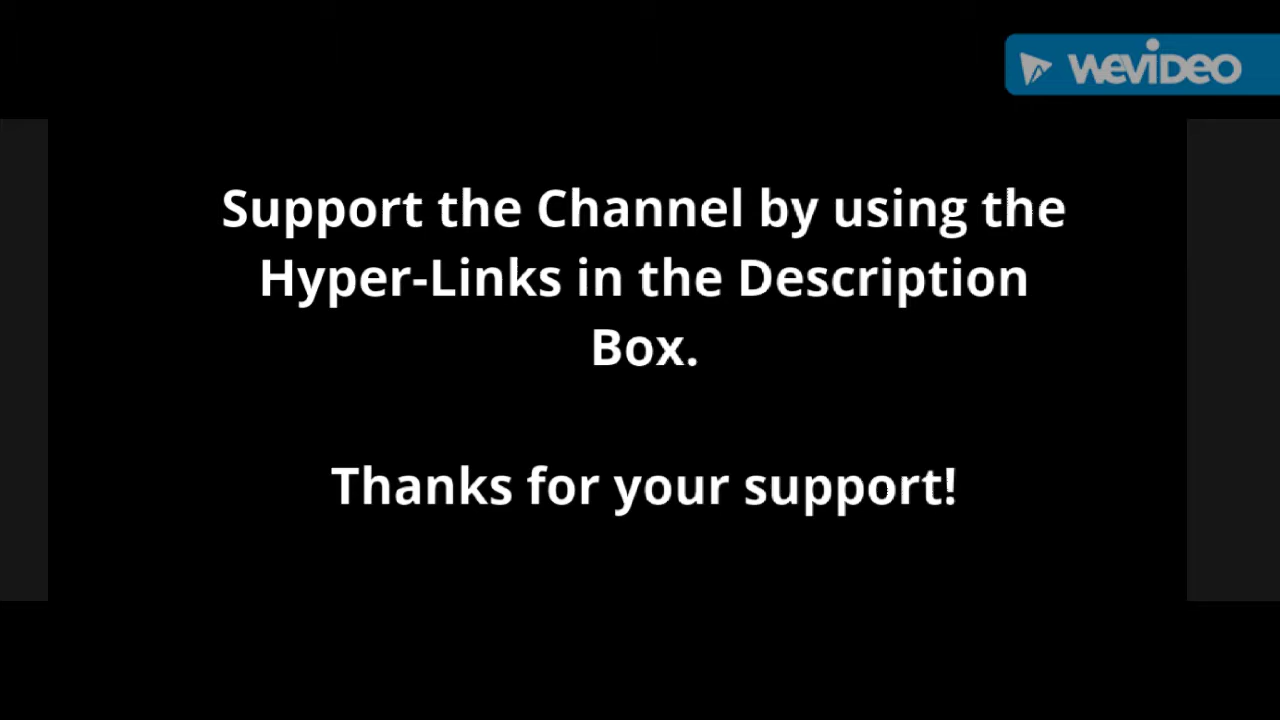 WEVIDEO
Support the Channel by using the
Hyper-Links in the Description
Box.
Thanks for your support!